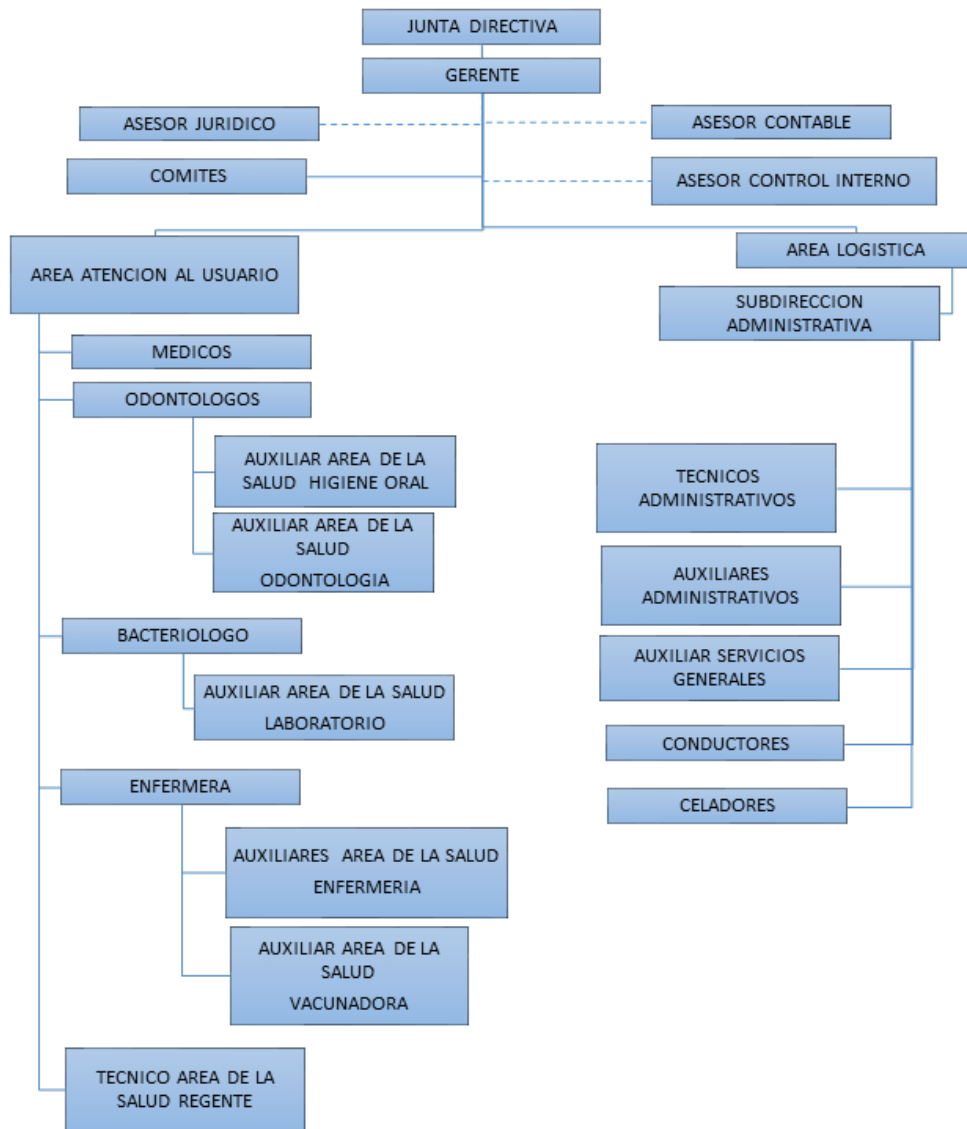 JUNTA DIRECTIVA
GERENTE
ASESOR JURIDICO
ASESOR CONTABLE
COMITES
ASESOR CONTROL INTERNO
AREA ATENCION AL USUARIO
AREA LOGISTICA
SUBDIRECCION
ADMINISTRATIVA
MEDICOS
ODONTOLOGOS
AUXILIAR AREA DE LA
SALUD HIGIENE ORAL
AUXILIAR AREA DE LA
SALUD
ODONTOLOGIA
BACTERIOLOGO
AUXILIAR AREA DE LA SALUD
LABORATORIO
ENFERMERA
AUXILIARES AREA DE LA SALUD
ENFERMERIA
AUXILIAR AREA DE LA
SALUD
VACUNADORA
TECNICO AREA DE LA
SALUD REGENTE
TECNICOS
ADMINISTRATIVOS
AUXILIARES
ADMINISTRATIVOS
AUXILIAR SERVICIOS
GENERALES
CONDUCTORES
CELADORES